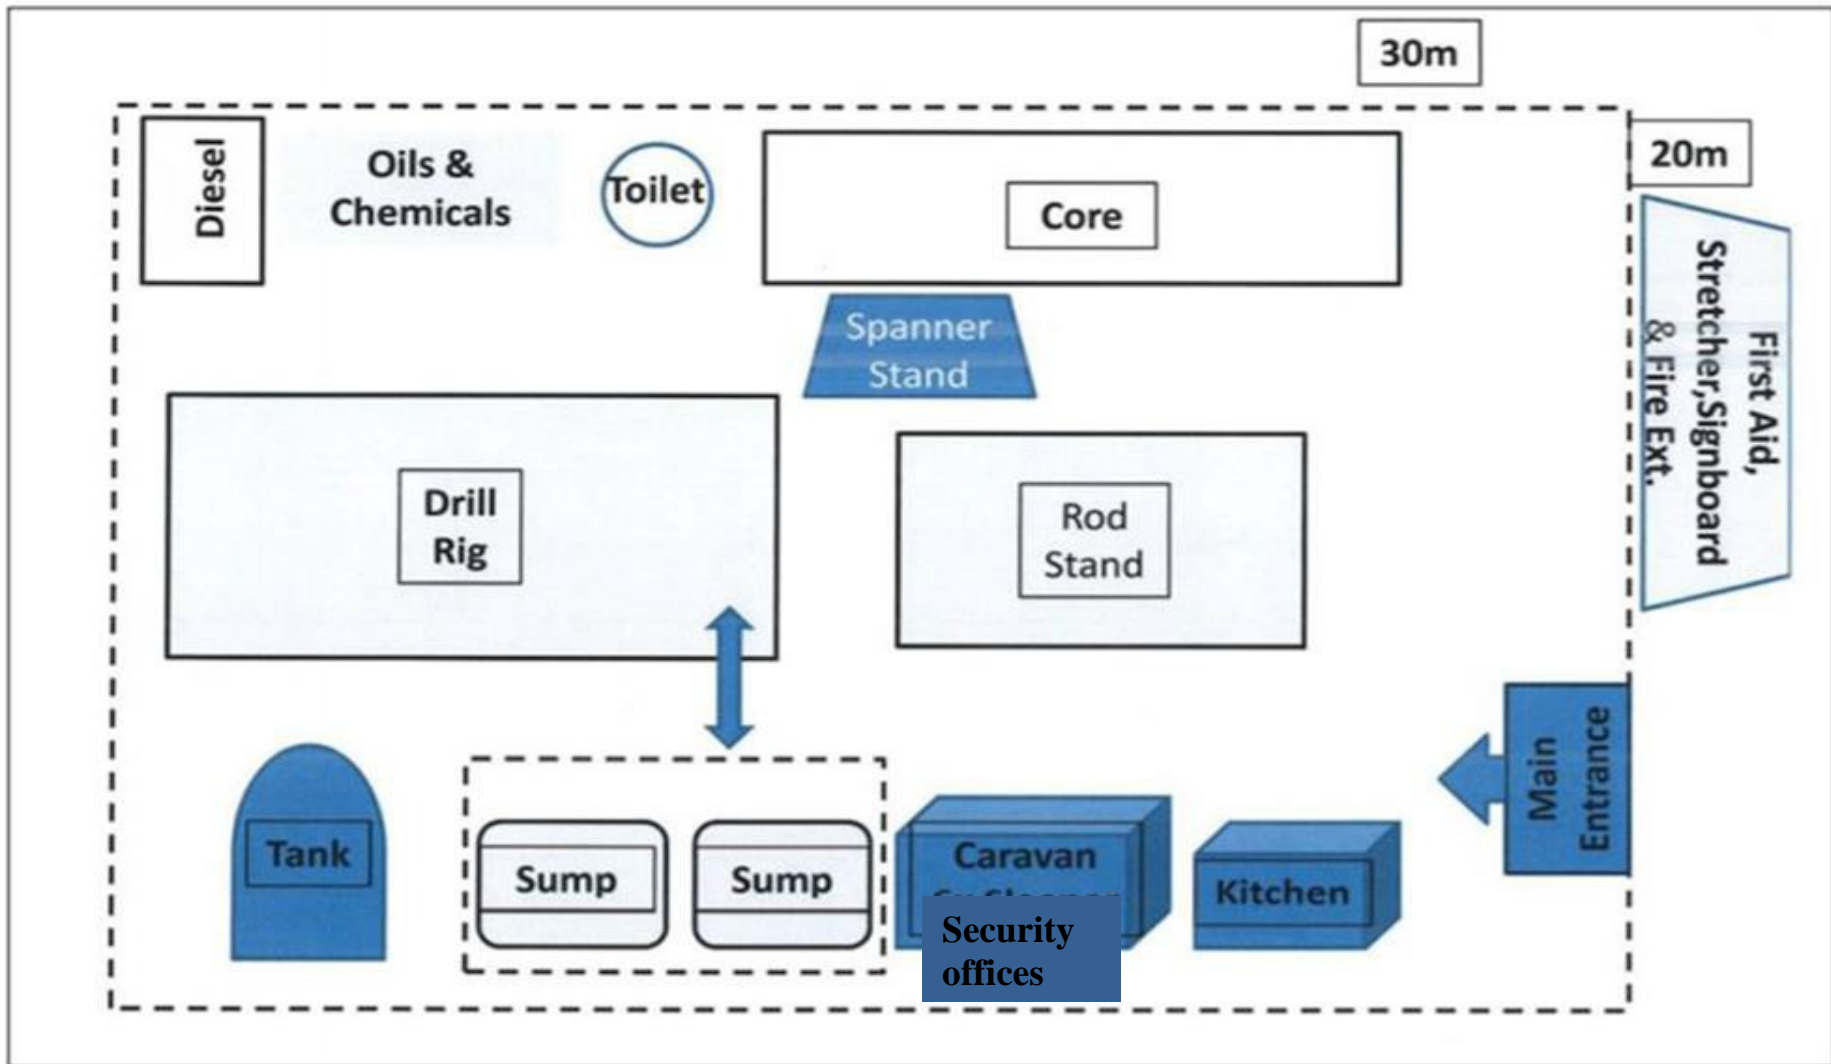 30m
20m
Diesel
Oils &
Chemicals
Toilet
Core
First Aid,
Stretcher,Signboard
& Fire Ext.
Spanner
Stand
Drill
Rig
Rod
Stand
Main
Entrance
Tank
Sump
Sump
Caravan
Security
offices
Kitchen